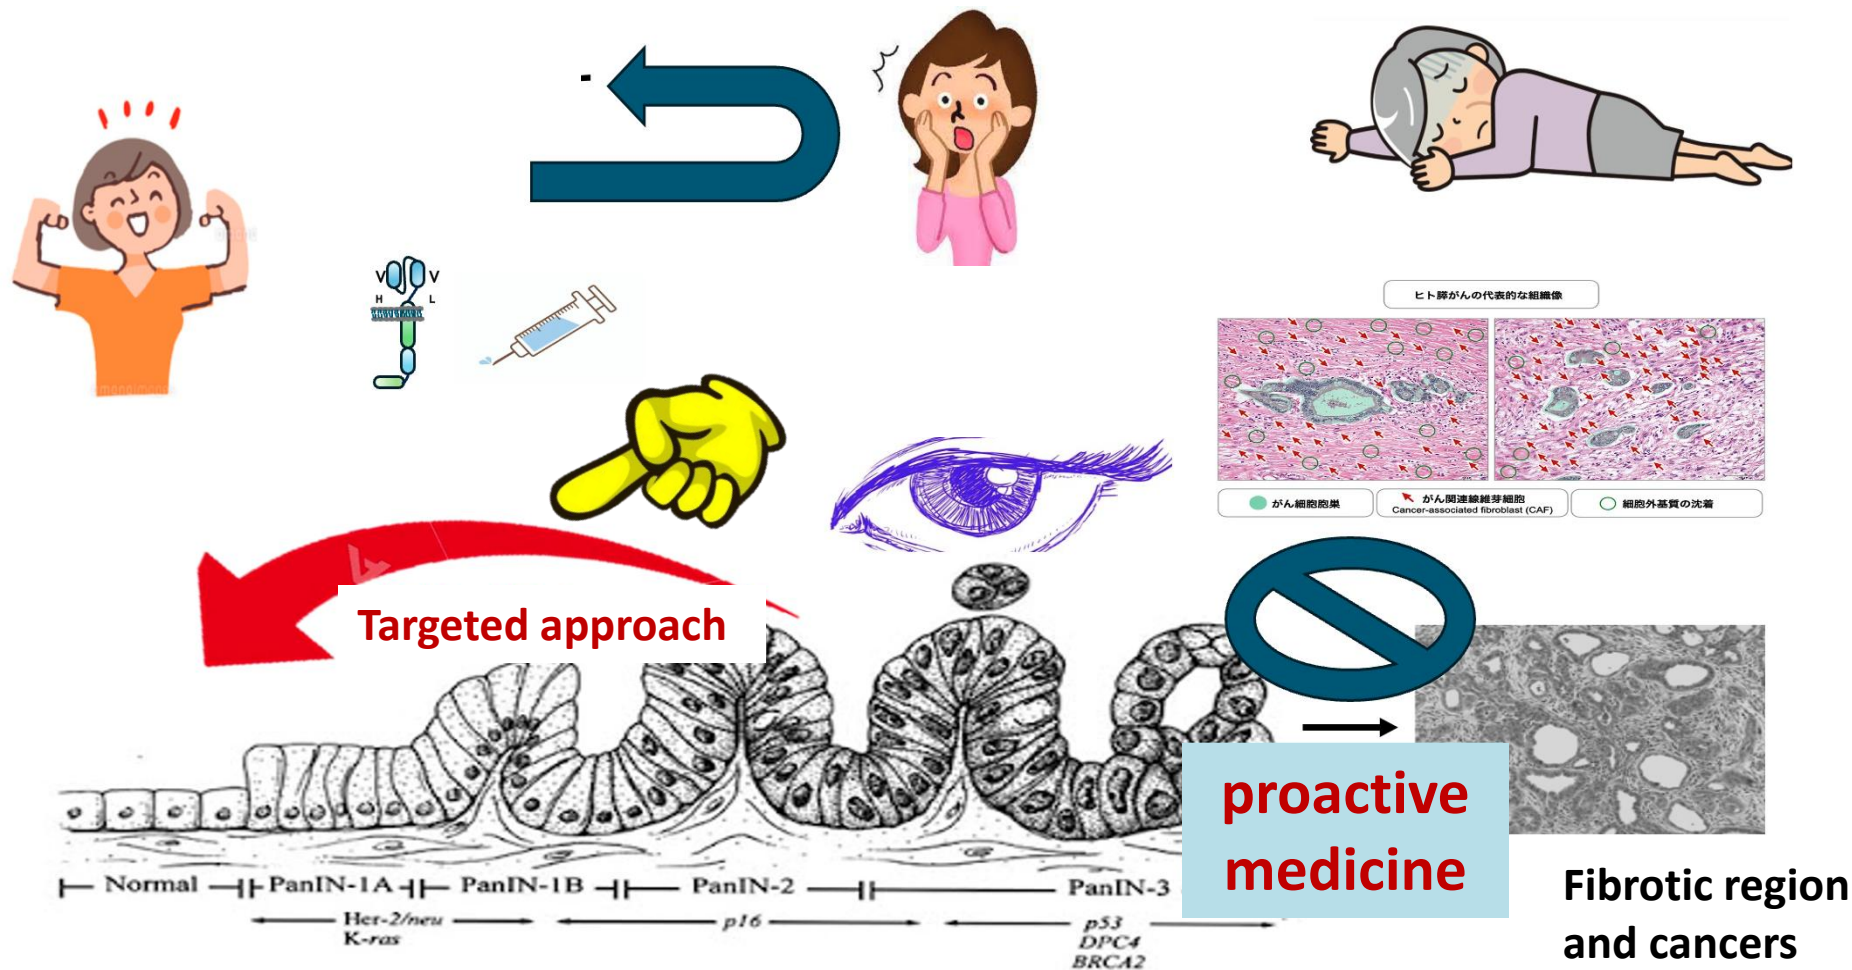 V V
H L
ヒト膵がんの代表的な組織像
がん細胞胞巣
がん関連線維芽細胞
Cancer-associated fibroblast (CAF)
細胞外基質の沈着
Targeted approach
proactive
medicine
Normal
PanIN-1A
PanIN-1B
PanIN-2
PanIN-3
Her-2/neu
K-ras
p16
p53
DPC4
BRCA2
Fibrotic region
and cancers